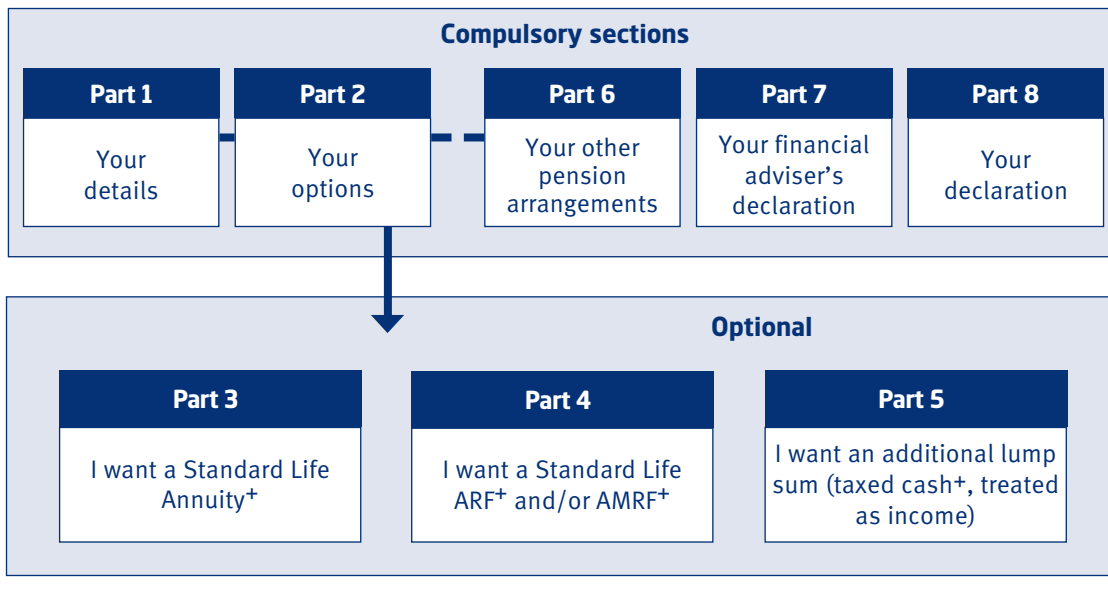 Compulsory sections
Part 1
Your
details
Part 2
Your
options
Part 6
Your other
pension
arrangements
Part 7
Your financial
adviser's
declaration
Part 8
Your
declaration
Optional
Part 3
I want a Standard Life
Annuity+
Part 4
I want a Standard Life
ARF+ and/or AMRF+
Part 5
I want an additional lump
sum (taxed cash+, treated
as income)